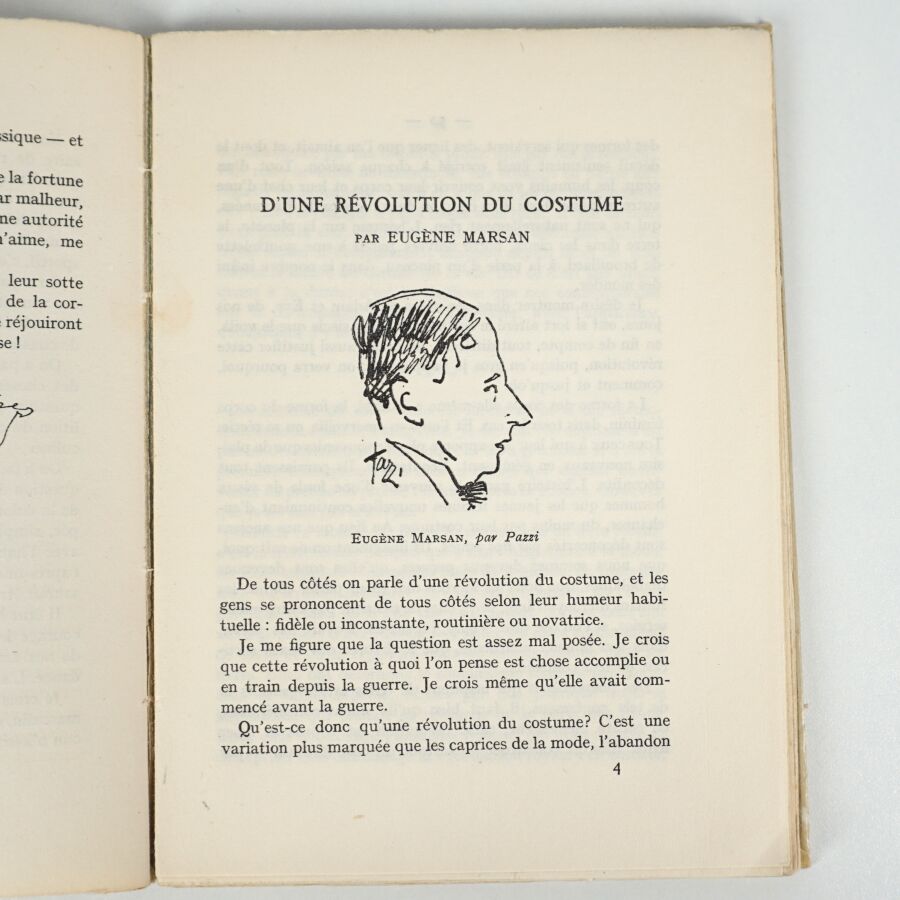 ssique — et
e la fortune
ar malheur,
ne autorité
n'aime, me
leur sotte
de la cor-
réjouiront
se !
D'UNE RÉVOLUTION DU COSTUME
PAR EUGÈNE MARSAN
Pazzi
EUGÈNE MARSAN, par Pazzi
De tous côtés on parle d'une révolution du costume, et les
gens se prononcent de tous côtés selon leur humeur habi-
tuelle : fidèle ou inconstante, routinière ou novatrice.
Je me figure que la question est assez mal posée. Je crois
que cette révolution à quoi l'on pense est chose accomplie ou
en train depuis la guerre. Je crois même qu'elle avait com-
mencé avant la guerre.
Qu'est-ce donc qu'une révolution du costume? C'est une
variation plus marquée que les caprices de la mode, l'abandon
4